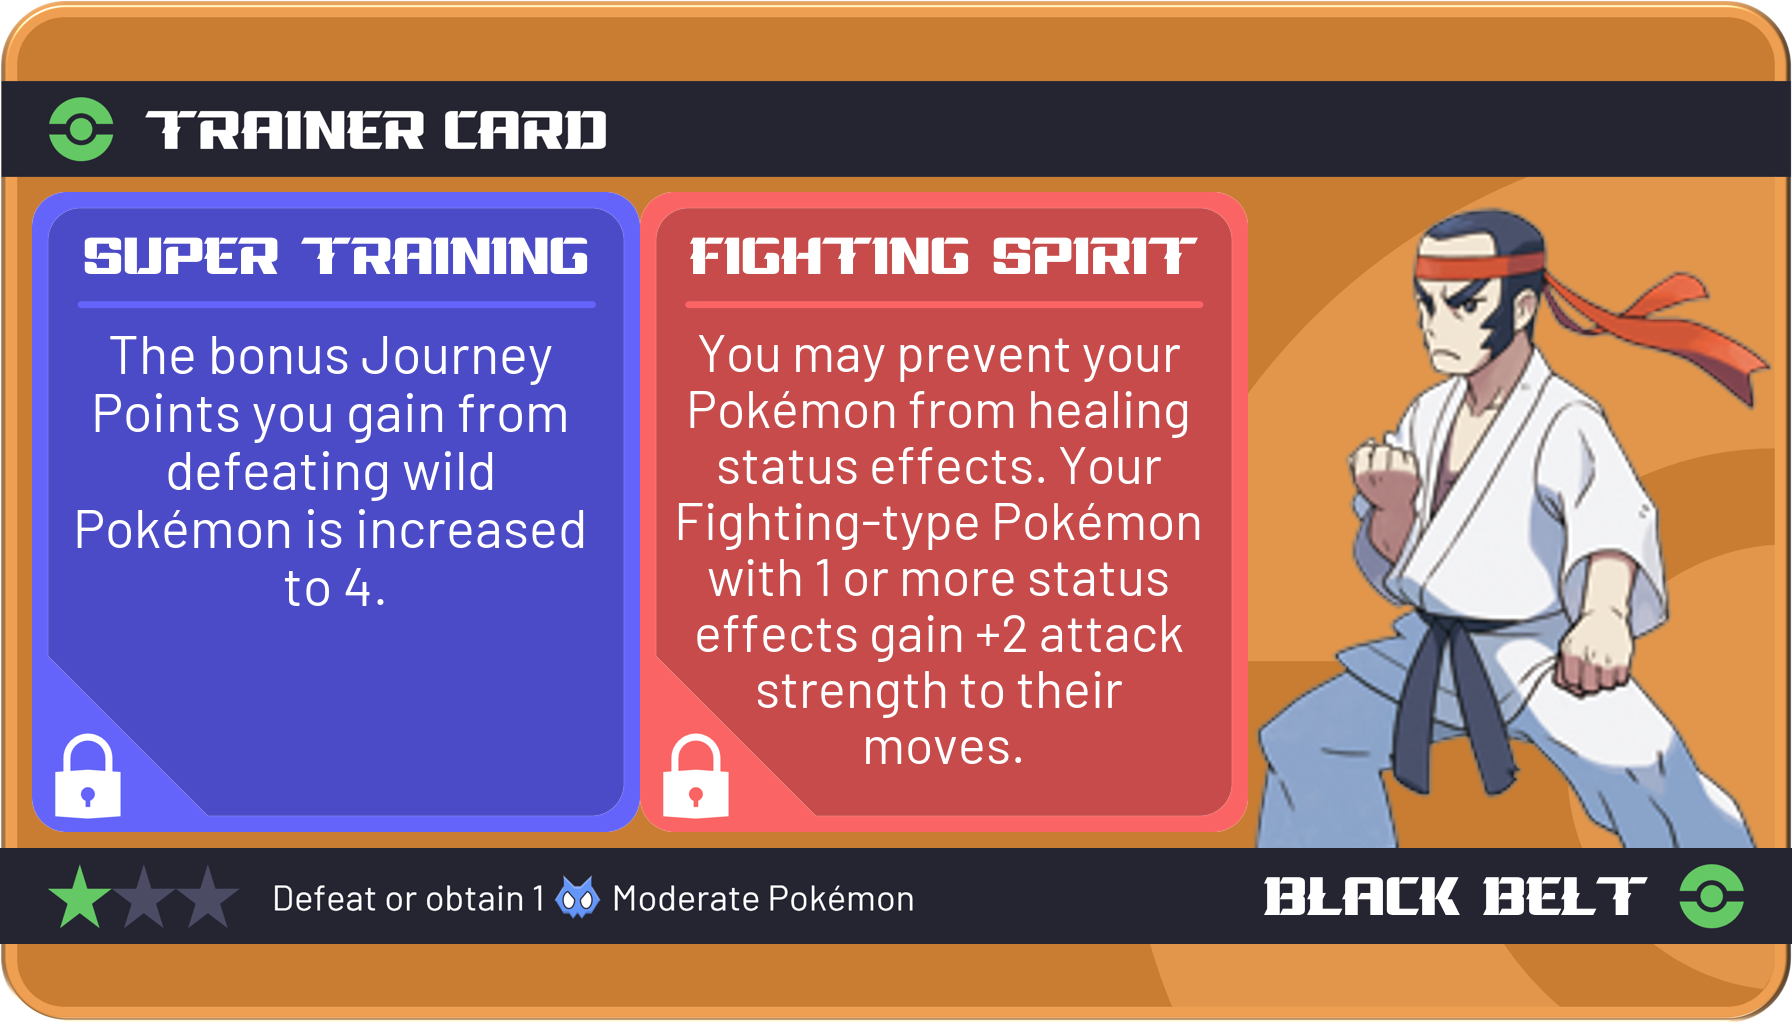 TRAINER CARD
SUPER TRAINING
The bonus Journey
Points you gain from
defeating wild
Pokémon is increased
to 4.
FIGHTING SPIRIT
You may prevent your
Pokémon from healing
status effects. Your
Fighting-type Pokémon
with 1 or more status
effects gain +2 attack
strength to their
moves.
Defeat or obtain 1 Moderate Pokémon
BLACK BELT